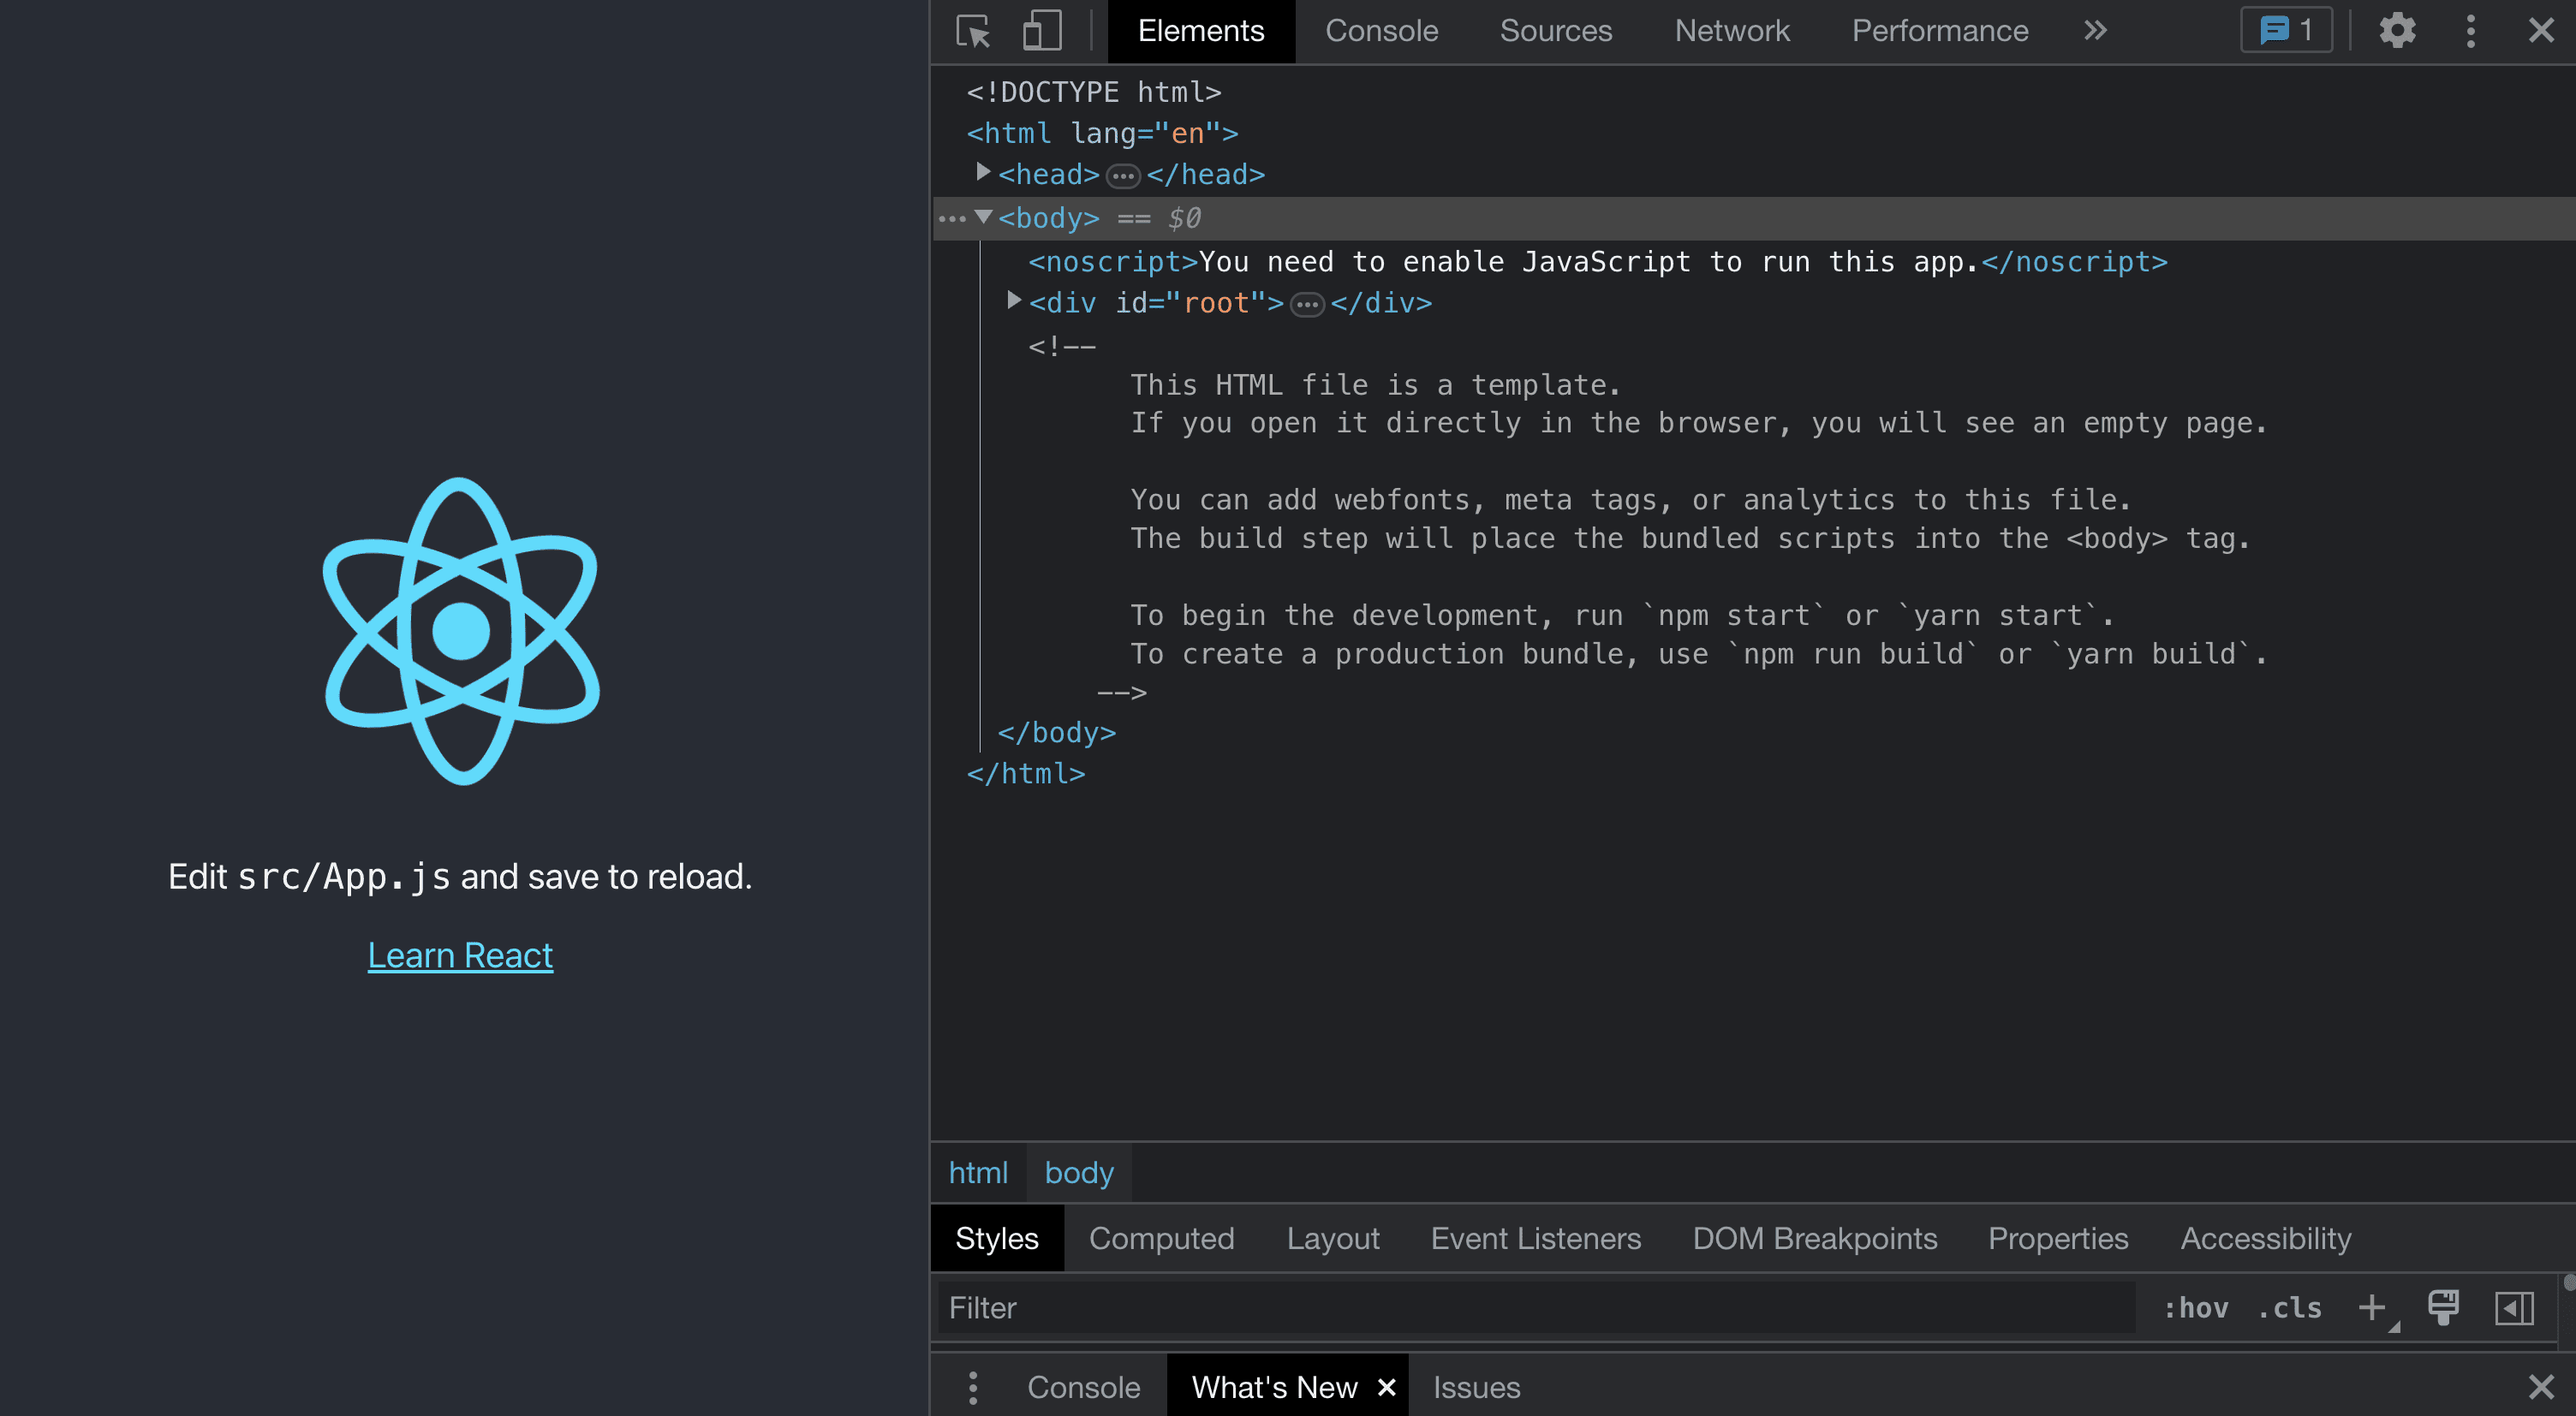 Edit src/App.js and save to reload.
Learn React
Elements Console Sources Network Performance 1
<!DOCTYPE html>
<html lang="en">
<head>…</head>
<body> == $0
<noscript>You need to enable JavaScript to run this app.</noscript>
<div id="root">…</div>
<!--
This HTML file is a template.
If you open it directly in the browser, you will see an empty page.
You can add webfonts, meta tags, or analytics to this file.
The build step will place the bundled scripts into the <body> tag.
To begin the development, run `npm start` or `yarn start`.
To create a production bundle, use `npm run build` or `yarn build`.
-->
</body>
</html>
html body
Styles Computed Layout Event Listeners DOM Breakpoints Properties Accessibility
Filter :hov .cls
Console What's New Issues